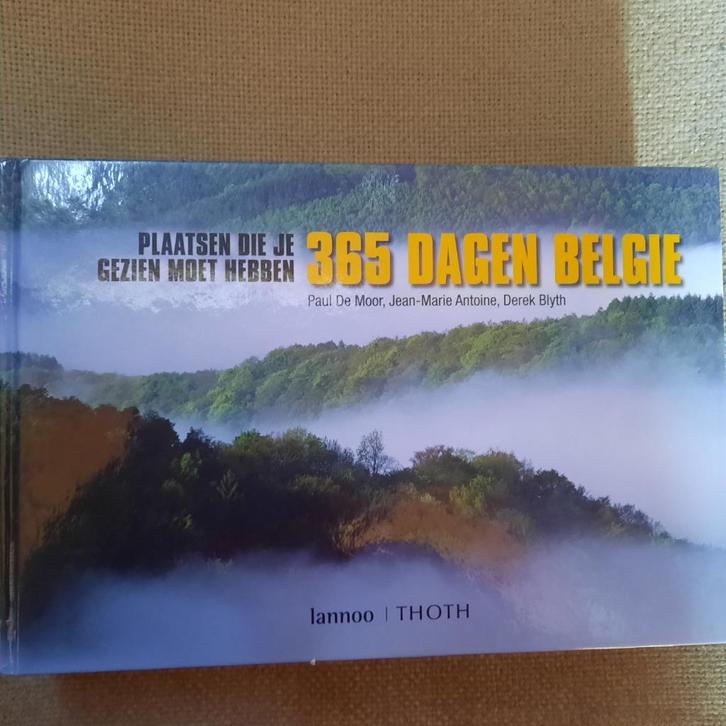 PLAATSEN DIE JE
GEZIEN MOET HEBBEN
365 DAGEN BELGIE
Paul De Moor, Jean-Marie Antoine, Derek Blyth
lannoo | THOTH